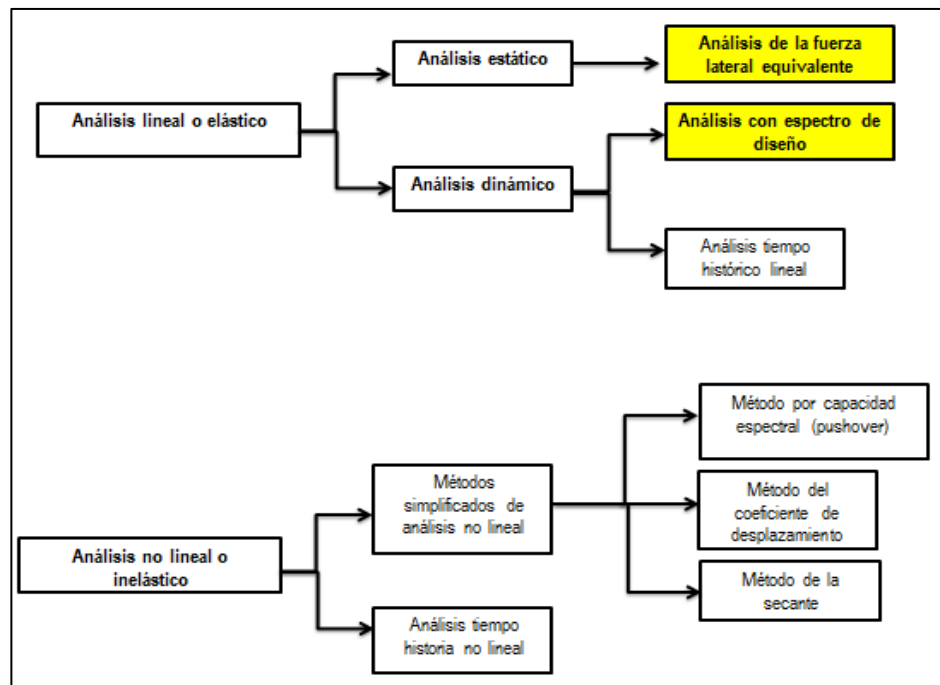 Análisis estático
Análisis de la fuerza
lateral equivalente
Análisis lineal o elástico
Análisis con espectro de
diseño
Análisis dinámico
Análisis tiempo
histórico lineal
Método por capacidad
espectral (pushover)
Métodos
simplificados de
análisis no lineal
Método del
coeficiente de
desplazamiento
Análisis no lineal o
inelástico
Método de la
secante
Análisis tiempo
historia no lineal